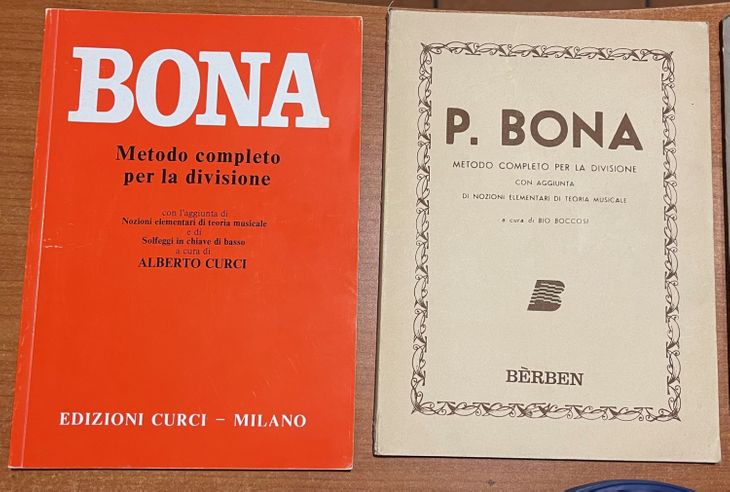 BONA
Metodo completo
per la divisione
con l'aggiunta di
Nozioni elementari di teoria musicale
e di
Solfeggi in chiave di basso
a cura di
ALBERTO CURCI
EDIZIONI CURCI – MILANO
P. BONA
METODO COMPLETO PER LA DIVISIONE
CON AGGIUNTA
DI NOZIONI ELEMENTARI DI TEORIA MUSICALE
a cura di BIO BOCCOSI
B
BÈRBEN